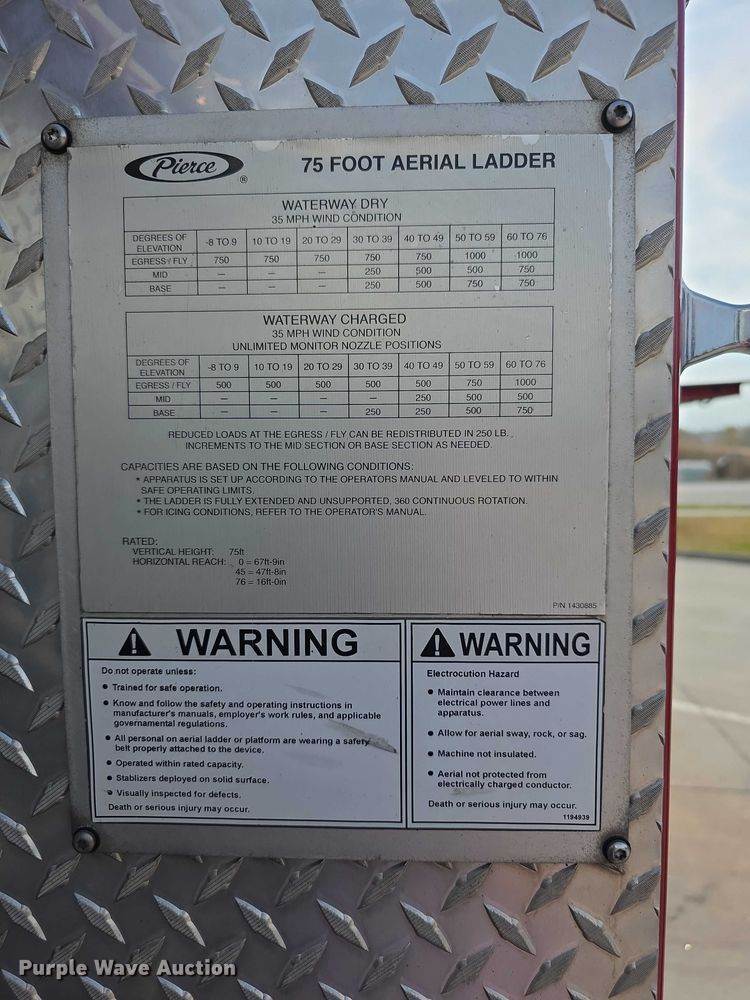 Pierce ®
75 FOOT AERIAL LADDER
WATERWAY DRY
35 MPH WIND CONDITION
DEGREES OF ELEVATION -8 TO 9 10 TO 19 20 TO 29 30 TO 39 40 TO 49 50 TO 59 60 TO 76
EGRESS / FLY 750 750 750 750 750 1000 1000
MID – – – 250 500 500 750
BASE – – – 250 500 750 750
WATERWAY CHARGED
35 MPH WIND CONDITION
UNLIMITED MONITOR NOZZLE POSITIONS
DEGREES OF ELEVATION -8 TO 9 10 TO 19 20 TO 29 30 TO 39 40 TO 49 50 TO 59 60 TO 76
EGRESS / FLY 500 500 500 500 500 750 1000
MID – – – – 250 500 500
BASE – – – 250 250 500 750
REDUCED LOADS AT THE EGRESS / FLY CAN BE REDISTRIBUTED IN 250 LB.
INCREMENTS TO THE MID SECTION OR BASE SECTION AS NEEDED.
CAPACITIES ARE BASED ON THE FOLLOWING CONDITIONS:
* APPARATUS IS SET UP ACCORDING TO THE OPERATORS MANUAL AND LEVELED TO WITHIN
SAFE OPERATING LIMITS.
* THE LADDER IS FULLY EXTENDED AND UNSUPPORTED, 360 CONTINUOUS ROTATION.
* FOR ICING CONDITIONS, REFER TO THE OPERATOR'S MANUAL.
RATED:
VERTICAL HEIGHT: 75ft
HORIZONTAL REACH: 0 = 67ft-9in
45 = 47ft-8in
76 = 16ft-0in
P/N 1430885
WARNING
Do not operate unless:
● Trained for safe operation.
● Know and follow the safety and operating instructions in
manufacturer's manuals, employer's work rules, and applicable
governamental regulations.
● All personal on aerial ladder or platform are wearing a safety
belt properly attached to the device.
● Operated within rated capacity.
● Stablizers deployed on solid surface.
● Visually inspected for defects.
Death or serious injury may occur.
WARNING
Electrocution Hazard
● Maintain clearance between
electrical power lines and
apparatus.
● Allow for aerial sway, rock, or sag.
● Machine not insulated.
● Aerial not protected from
electrically charged conductor.
Death or serious injury may occur.
1194939
Purple Wave Auction